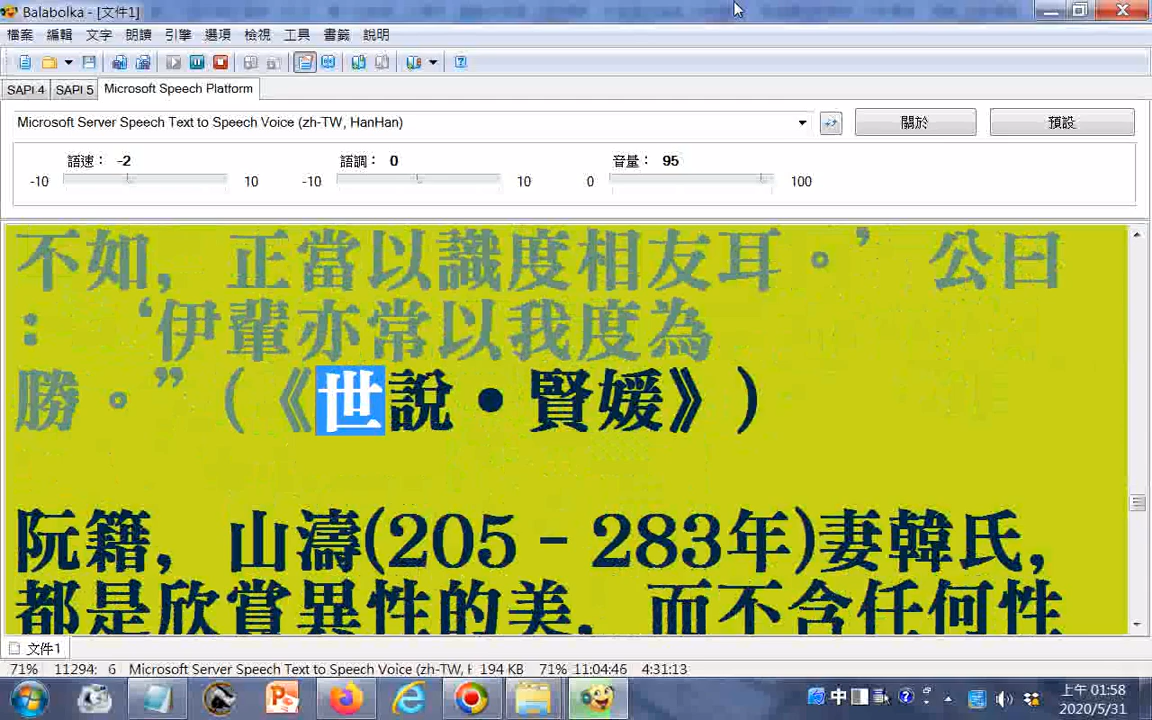 Balabolka - [文件1]
檔案 編輯 文字 朗讀 引擎 選項 檢視 工具 書籤 說明
SAPI 4 SAPI 5 Microsoft Speech Platform
Microsoft Server Speech Text to Speech Voice (zh-TW, HanHan) 關於 預設
語速： -2 語調： 0 音量： 95
-10 10 -10 10 0 100
不如，正當以識度相友耳。’ 公曰
： ‘伊輩亦常以我度為
勝。”（《世說•賢媛》）
阮籍，山濤(205－283年)妻韓氏，
都是欣賞異性的美，而不含任何性
文件1
71% 11294: 6 Microsoft Server Speech Text to Speech Voice (zh-TW, H 194 KB 71% 11:04:46 4:31:13
中 上午 01:58
2020/5/31